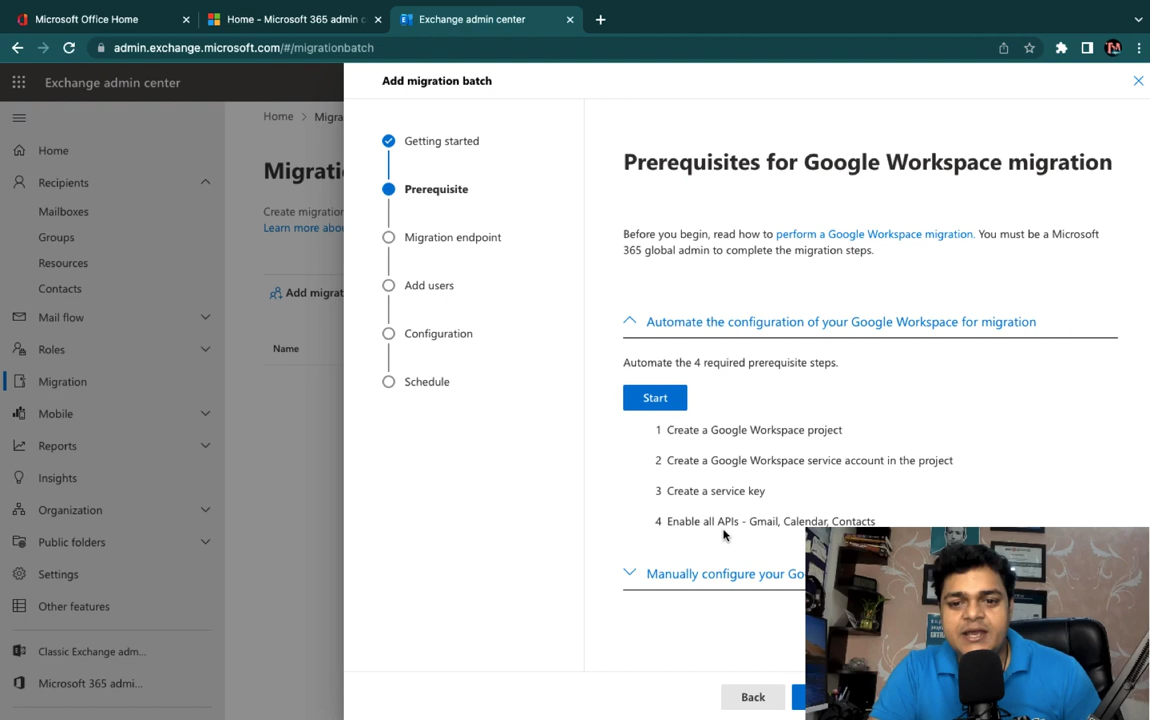 Microsoft Office Home
Home - Microsoft 365 admin c
Exchange admin center
admin.exchange.microsoft.com/#/migrationbatch
Exchange admin center
Home
Recipients
Mailboxes
Groups
Resources
Contacts
Mail flow
Roles
Migration
Mobile
Reports
Insights
Organization
Public folders
Settings
Other features
Classic Exchange adm...
Microsoft 365 admi...
Home > Migra
Migrati
Create migration
Learn more abou
Add migrat
Name
Add migration batch
Getting started
Prerequisite
Migration endpoint
Add users
Configuration
Schedule
Prerequisites for Google Workspace migration
Before you begin, read how to perform a Google Workspace migration. You must be a Microsoft
365 global admin to complete the migration steps.
Automate the configuration of your Google Workspace for migration
Automate the 4 required prerequisite steps.
Start
1 Create a Google Workspace project
2 Create a Google Workspace service account in the project
3 Create a service key
4 Enable all APIs - Gmail, Calendar, Contacts
Manually configure your Go
Back